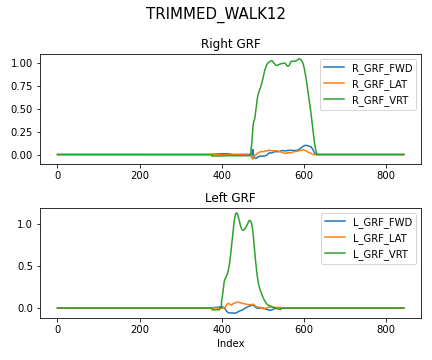 TRIMMED_WALK12
Right GRF
1.00
0.75
0.50
0.25
0.00
R_GRF_FWD
R_GRF_LAT
R_GRF_VRT
0 200 400 600 800
Left GRF
1.0
0.5
0.0
L_GRF_FWD
L_GRF_LAT
L_GRF_VRT
0 200 400 600 800
Index